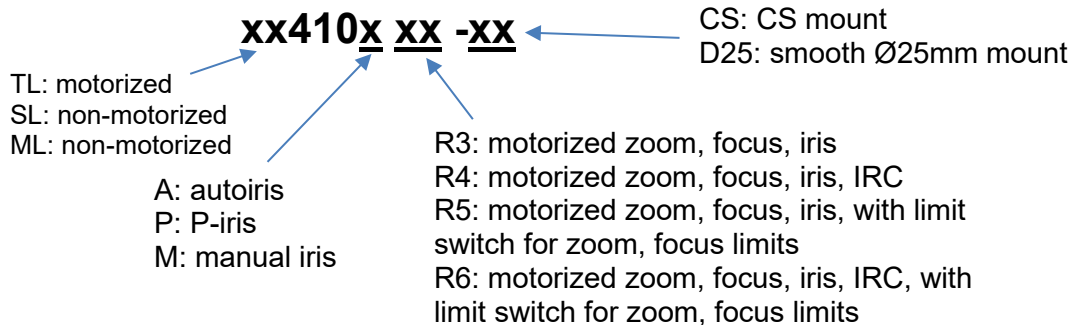 xx410x xx -xx
CS: CS mount
D25: smooth Ø25mm mount
TL: motorized
SL: non-motorized
ML: non-motorized
A: autoiris
P: P-iris
M: manual iris
R3: motorized zoom, focus, iris
R4: motorized zoom, focus, iris, IRC
R5: motorized zoom, focus, iris, with limit
switch for zoom, focus limits
R6: motorized zoom, focus, iris, IRC, with
limit switch for zoom, focus limits